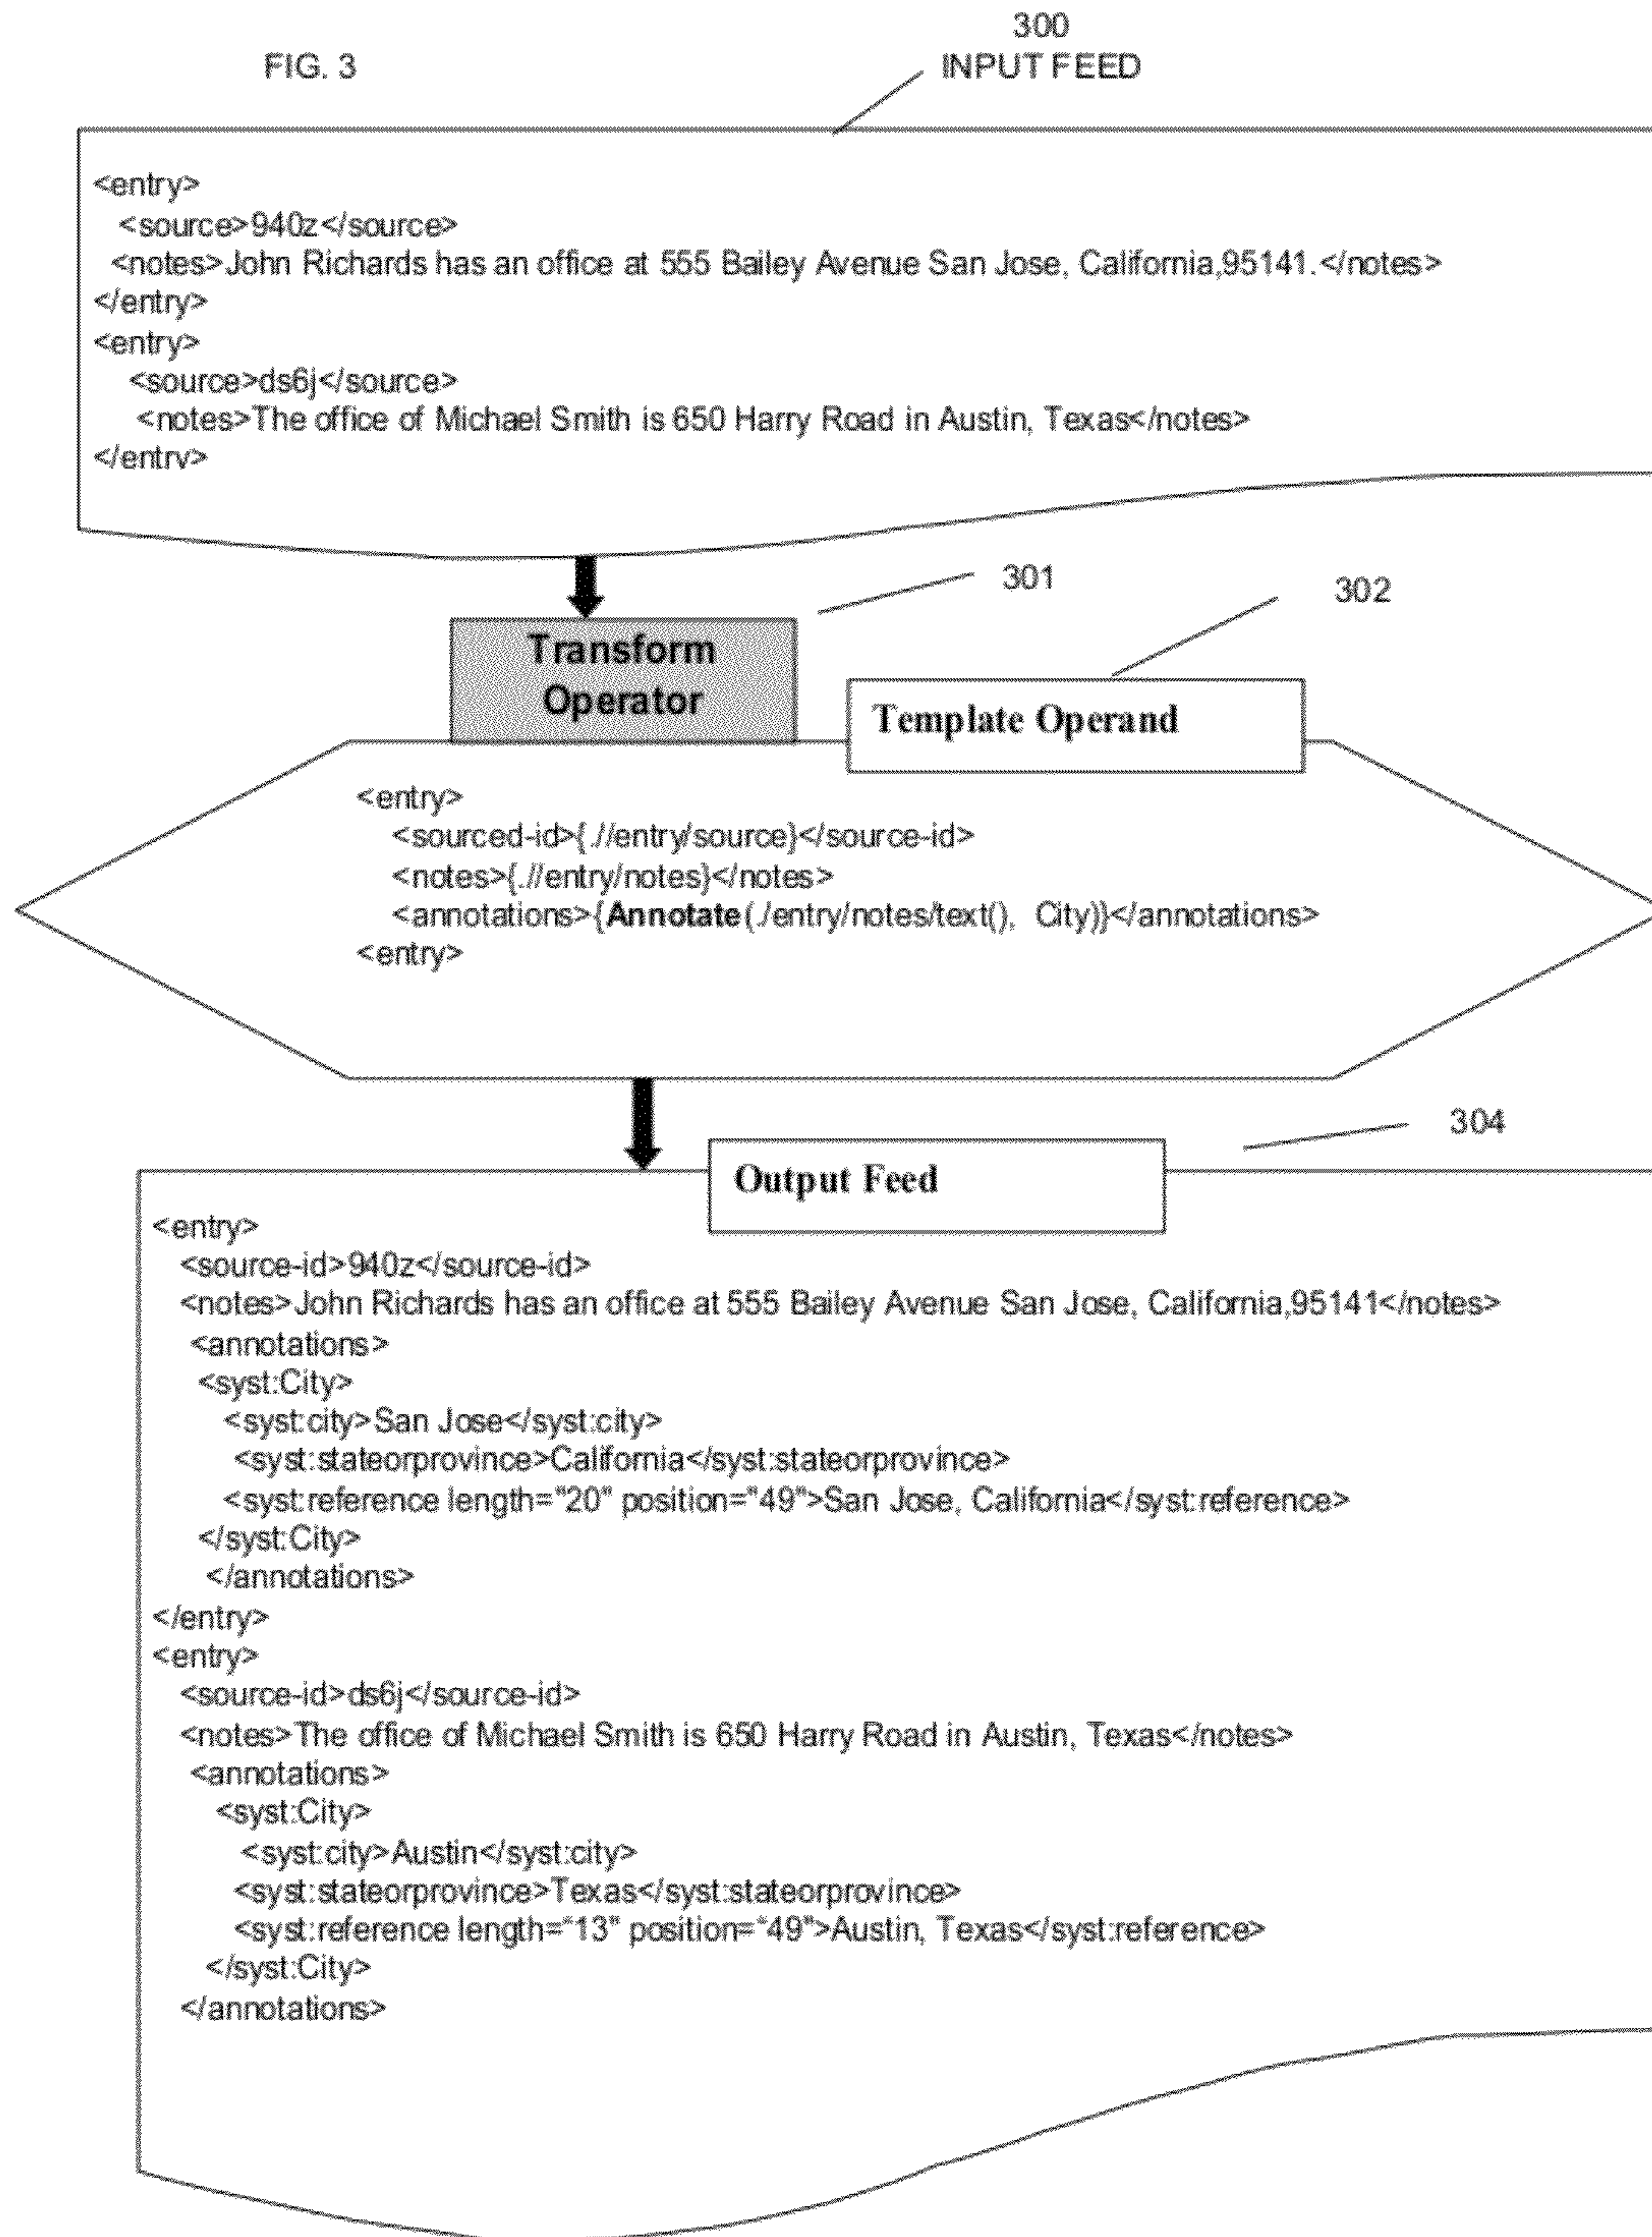 300
FIG. 3
INPUT FEED
<entry>
<source>940z</source>
<notes>John Richards has an office at 555 Bailey Avenue San Jose, California,95141.</notes>
</entry>
<entry>
<source>ds6j</source>
<notes>The office of Michael Smith is 650 Harry Road in Austin, Texas</notes>
</entry>
301
302
Transform
Operator
Template Operand
<entry>
<sourced-id>{.//entry/source}</source-id>
<notes>{.//entry/notes}</notes>
<annotations>{Annotate(./entry/notes/text(), City)}</annotations>
<entry>
304
Output Feed
<entry>
<source-id>940z</source-id>
<notes>John Richards has an office at 555 Bailey Avenue San Jose, California,95141</notes>
<annotations>
<syst:City>
<syst:city>San Jose</syst:city>
<syst:stateorprovince>California</syst:stateorprovince>
<syst:reference length="20" position="49">San Jose, California</syst:reference>
</syst:City>
</annotations>
</entry>
<entry>
<source-id>ds6j</source-id>
<notes>The office of Michael Smith is 650 Harry Road in Austin, Texas</notes>
<annotations>
<syst:City>
<syst:city>Austin</syst:city>
<syst:stateorprovince>Texas</syst:stateorprovince>
<syst:reference length="13" position="49">Austin, Texas</syst:reference>
</syst:City>
</annotations>